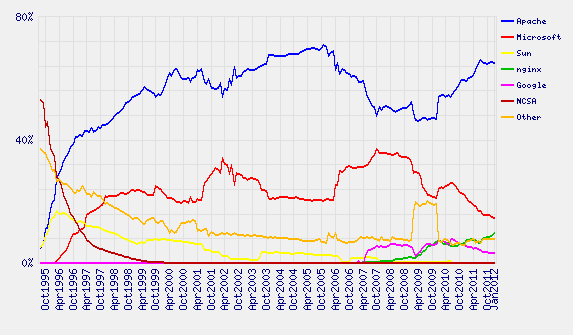 80%
40%
0%
Apache
Microsoft
Sun
nginx
Google
NCSA
Other
Oct1995
Apr1996
Oct1996
Apr1997
Oct1997
Apr1998
Oct1998
Apr1999
Oct1999
Apr2000
Oct2000
Apr2001
Oct2001
Apr2002
Oct2002
Apr2003
Oct2003
Apr2004
Oct2004
Apr2005
Oct2005
Apr2006
Oct2006
Apr2007
Oct2007
Apr2008
Oct2008
Apr2009
Oct2009
Apr2010
Oct2010
Apr2011
Oct2011
Jan2012